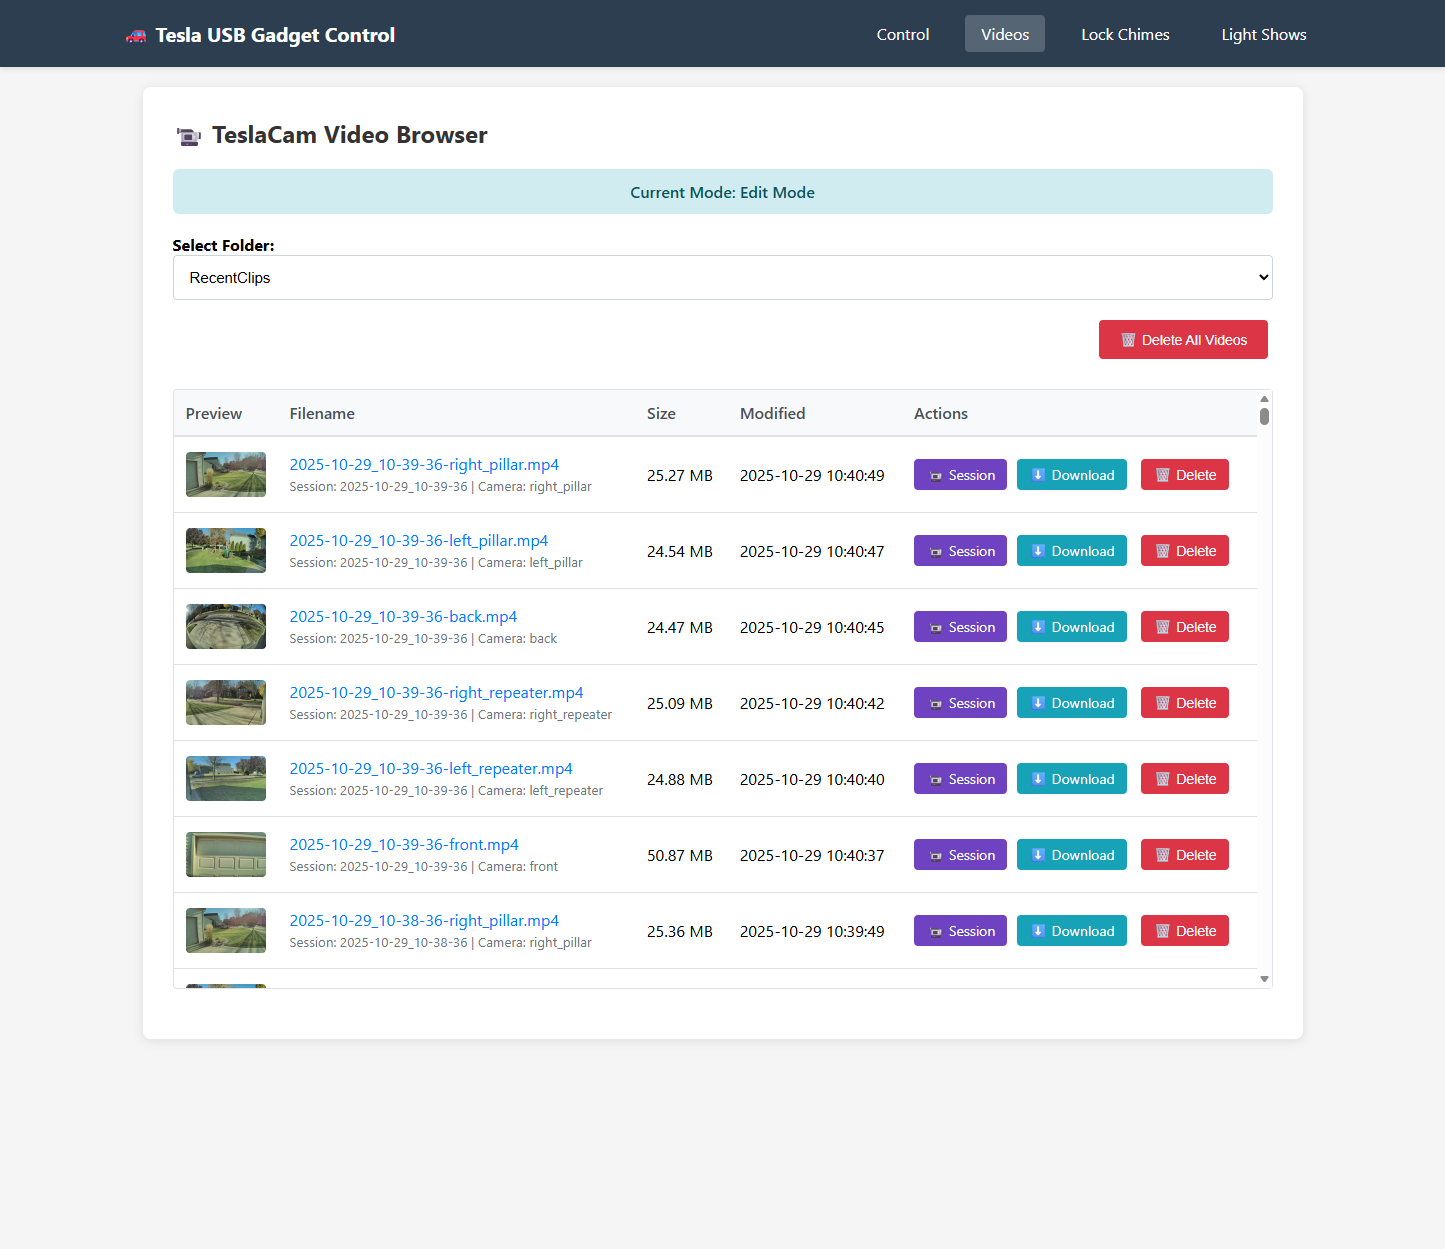 Tesla USB Gadget Control
Control
Videos
Lock Chimes
Light Shows
TeslaCam Video Browser
Current Mode: Edit Mode
Select Folder:
RecentClips
Delete All Videos
Preview Filename Size Modified Actions
2025-10-29_10-39-36-right_pillar.mp4
Session: 2025-10-29_10-39-36 | Camera: right_pillar
25.27 MB 2025-10-29 10:40:49 Session Download Delete
2025-10-29_10-39-36-left_pillar.mp4
Session: 2025-10-29_10-39-36 | Camera: left_pillar
24.54 MB 2025-10-29 10:40:47 Session Download Delete
2025-10-29_10-39-36-back.mp4
Session: 2025-10-29_10-39-36 | Camera: back
24.47 MB 2025-10-29 10:40:45 Session Download Delete
2025-10-29_10-39-36-right_repeater.mp4
Session: 2025-10-29_10-39-36 | Camera: right_repeater
25.09 MB 2025-10-29 10:40:42 Session Download Delete
2025-10-29_10-39-36-left_repeater.mp4
Session: 2025-10-29_10-39-36 | Camera: left_repeater
24.88 MB 2025-10-29 10:40:40 Session Download Delete
2025-10-29_10-39-36-front.mp4
Session: 2025-10-29_10-39-36 | Camera: front
50.87 MB 2025-10-29 10:40:37 Session Download Delete
2025-10-29_10-38-36-right_pillar.mp4
Session: 2025-10-29_10-38-36 | Camera: right_pillar
25.36 MB 2025-10-29 10:39:49 Session Download Delete